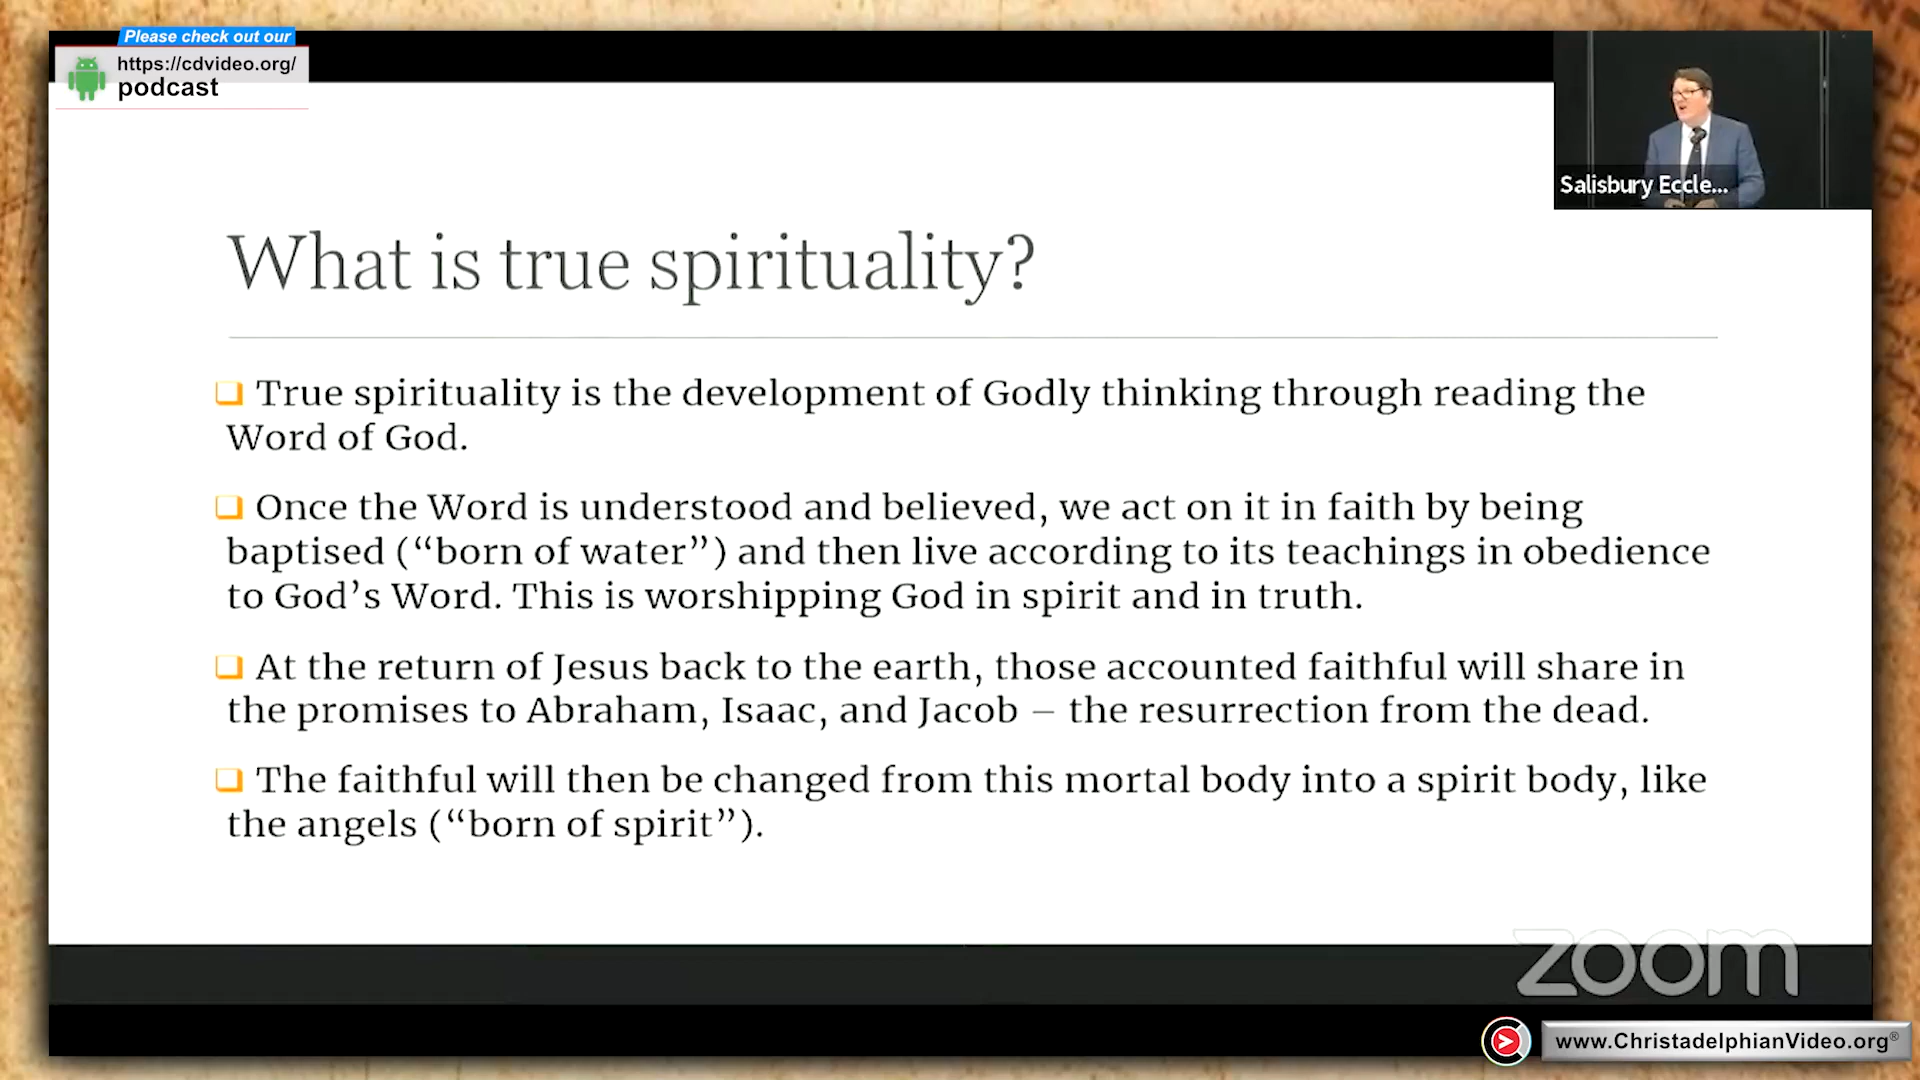 Please check out our
https://cdvideo.org/
podcast
Salisbury Eccle...
What is true spirituality?
True spirituality is the development of Godly thinking through reading the
Word of God.
Once the Word is understood and believed, we act on it in faith by being
baptised (“born of water”) and then live according to its teachings in obedience
to God’s Word. This is worshipping God in spirit and in truth.
At the return of Jesus back to the earth, those accounted faithful will share in
the promises to Abraham, Isaac, and Jacob – the resurrection from the dead.
The faithful will then be changed from this mortal body into a spirit body, like
the angels (“born of spirit”).
zoom
www.ChristadelphianVideo.org®